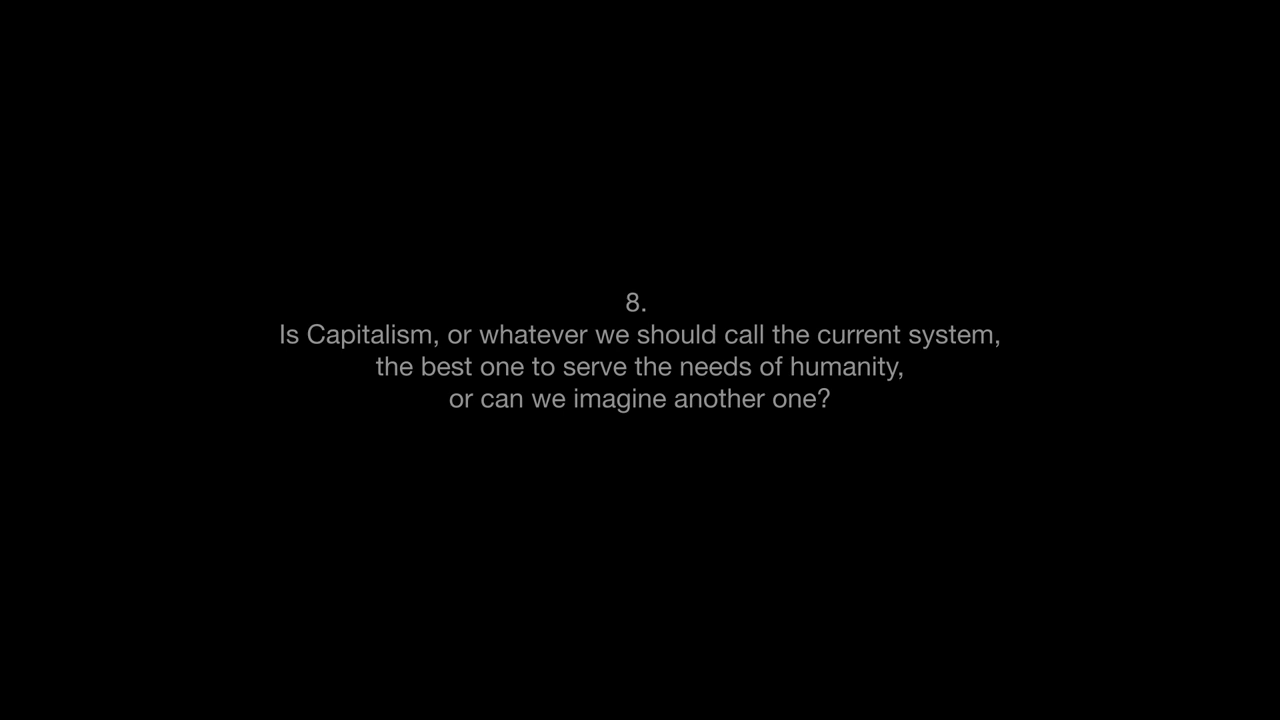 8.
Is Capitalism, or whatever we should call the current system,
the best one to serve the needs of humanity,
or can we imagine another one?